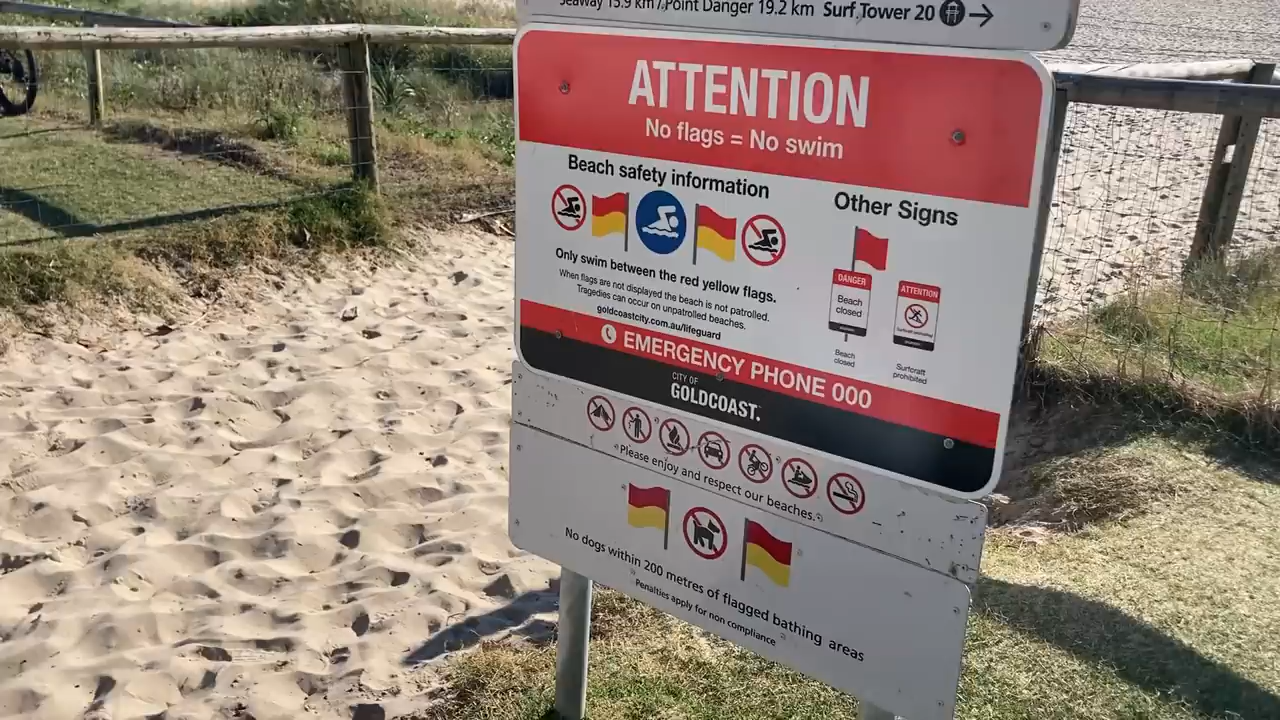 Seaway 15.9 km / Point Danger 19.2 km Surf Tower 20
ATTENTION
No flags = No swim
Beach safety information
Only swim between the red yellow flags.
When flags are not displayed the beach is not patrolled.
Tragedies can occur on unpatrolled beaches.
goldcoastcity.com.au/lifeguard
Other Signs
DANGER
Beach
closed
Beach
closed
ATTENTION
Surfcraft
prohibited
EMERGENCY PHONE 000
CITY OF
GOLDCOAST.
Please enjoy and respect our beaches.
No dogs within 200 metres of flagged bathing areas
Penalties apply for non compliance